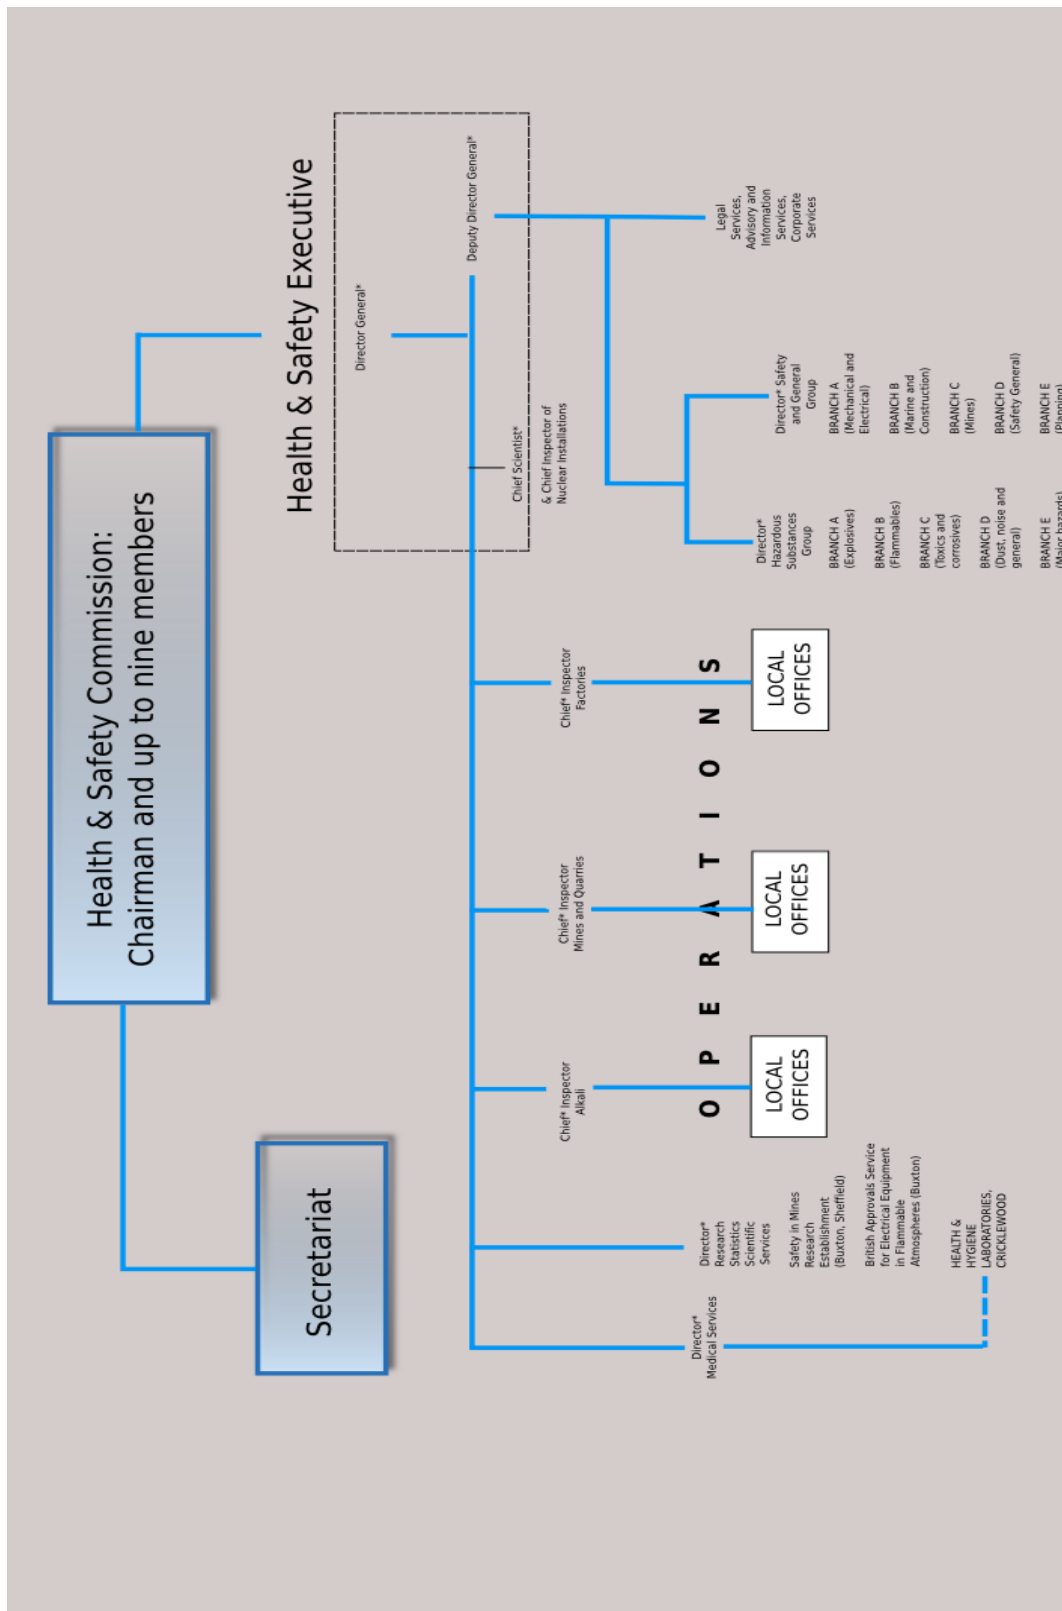 Health & Safety Commission:
Chairman and up to nine members
Secretariat
Health & Safety Executive
Director General*
Deputy Director General*
Chief Scientist*
& Chief Inspector of
Nuclear Installations
Director*
Medical Services
Director*
Research
Statistics
Scientific
Services
Safety in Mines
Research
Establishment
(Buxton, Sheffield)
British Approvals Service
for Electrical Equipment
in Flammable
Atmospheres (Buxton)
HEALTH &
HYGIENE
LABORATORIES,
CRICKLEWOOD
Chief* Inspector
Alkali
Chief* Inspector
Mines and Quarries
Chief* Inspector
Factories
OPERATIONS
LOCAL
OFFICES
LOCAL
OFFICES
LOCAL
OFFICES
Director*
Hazardous
Substances
Group
BRANCH A
(Explosives)
BRANCH B
(Flammables)
BRANCH C
(Toxics and
corrosives)
BRANCH D
(Dust, noise and
general)
BRANCH E
(Major hazards)
Director* Safety
and General
Group
BRANCH A
(Mechanical and
Electrical)
BRANCH B
(Marine and
Construction)
BRANCH C
(Mines)
BRANCH D
(Safety General)
BRANCH E
(Planning)
Legal
Services,
Advisory and
Information
Services,
Corporate
Services